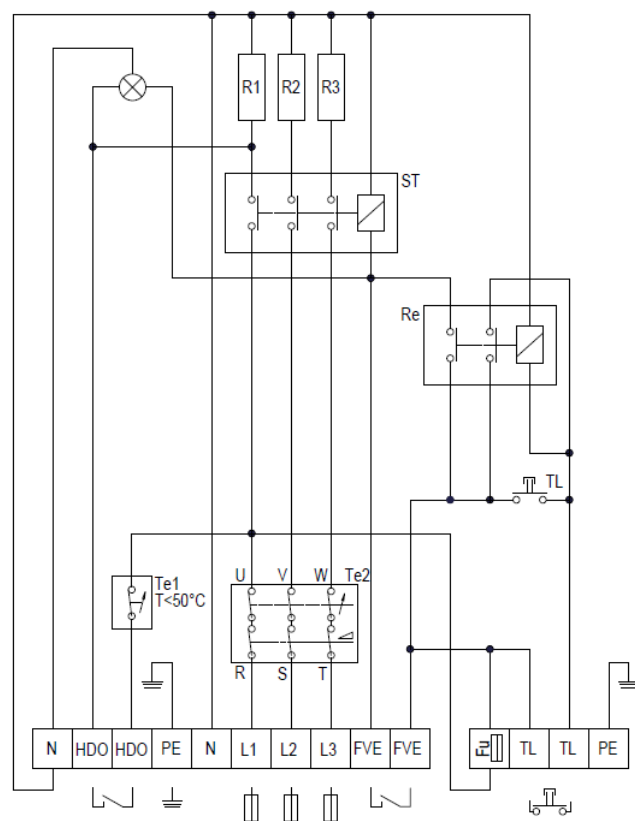 R1 R2 R3
ST
Re
TL
Te1
T<50°C
U V W Te2
R S T
N HDO HDO PE N L1 L2 L3 FVE FVE
Fu TL TL PE